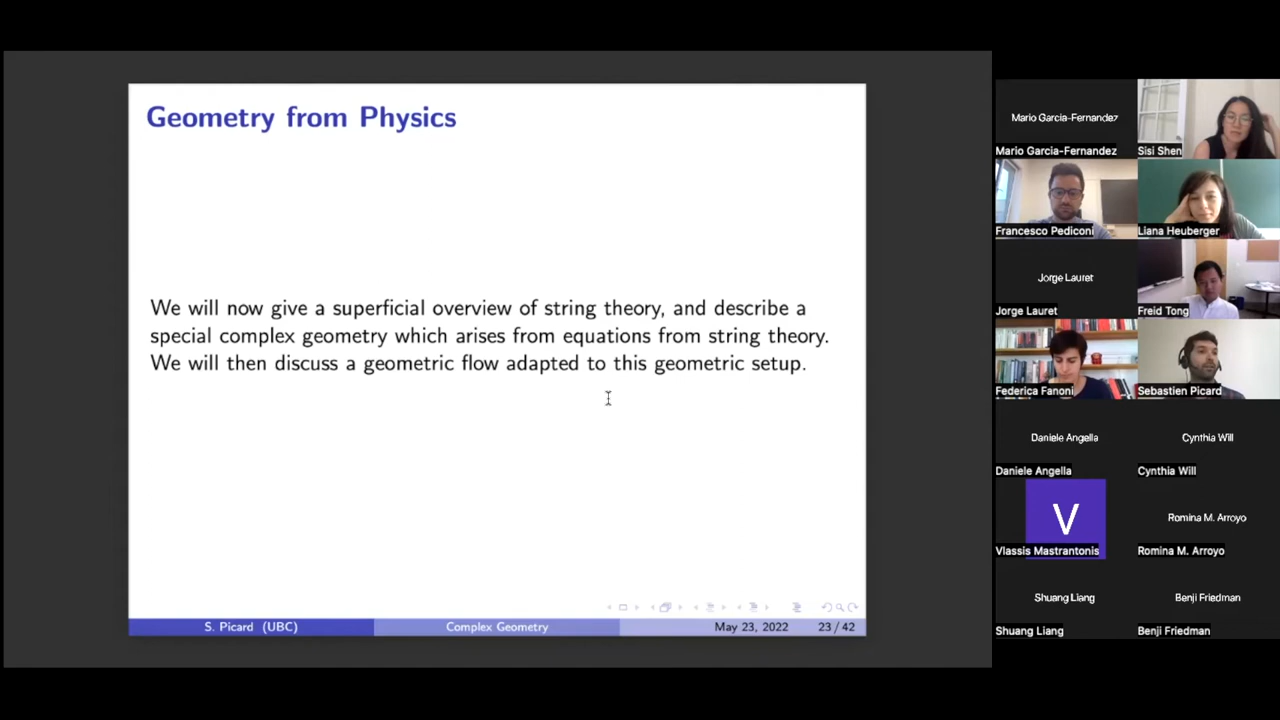 Geometry from Physics
We will now give a superficial overview of string theory, and describe a
special complex geometry which arises from equations from string theory.
We will then discuss a geometric flow adapted to this geometric setup.
S. Picard (UBC)
Complex Geometry
May 23, 2022
23 / 42
Mario Garcia-Fernandez
Mario Garcia-Fernandez
Sisi Shen
Francesco Pediconi
Liana Heuberger
Jorge Lauret
Jorge Lauret
Freid Tong
Federica Fanoni
Sebastien Picard
Daniele Angella
Cynthia Will
Daniele Angella
Cynthia Will
V
Romina M. Arroyo
Vlassis Mastrantonis
Romina M. Arroyo
Shuang Liang
Benji Friedman
Shuang Liang
Benji Friedman